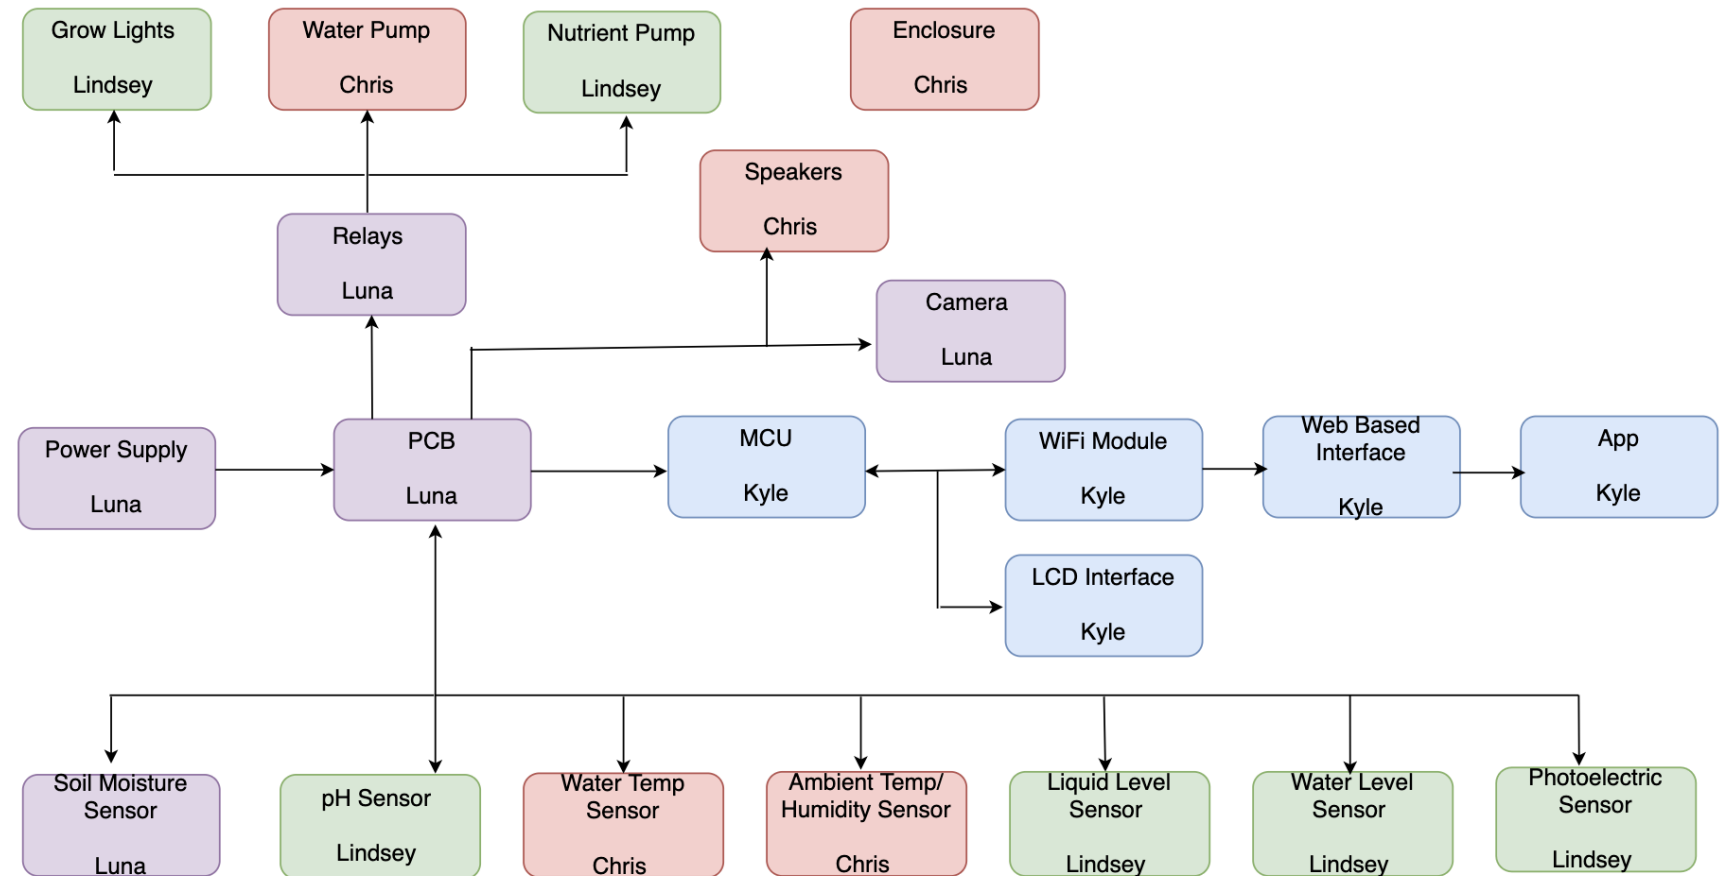 Grow Lights
Lindsey
Water Pump
Chris
Nutrient Pump
Lindsey
Enclosure
Chris
Speakers
Chris
Relays
Luna
Camera
Luna
Power Supply
Luna
PCB
Luna
MCU
Kyle
WiFi Module
Kyle
Web Based
Interface
Kyle
App
Kyle
LCD Interface
Kyle
Soil Moisture
Sensor
Luna
pH Sensor
Lindsey
Water Temp
Sensor
Chris
Ambient Temp/
Humidity Sensor
Chris
Liquid Level
Sensor
Lindsey
Water Level
Sensor
Lindsey
Photoelectric
Sensor
Lindsey